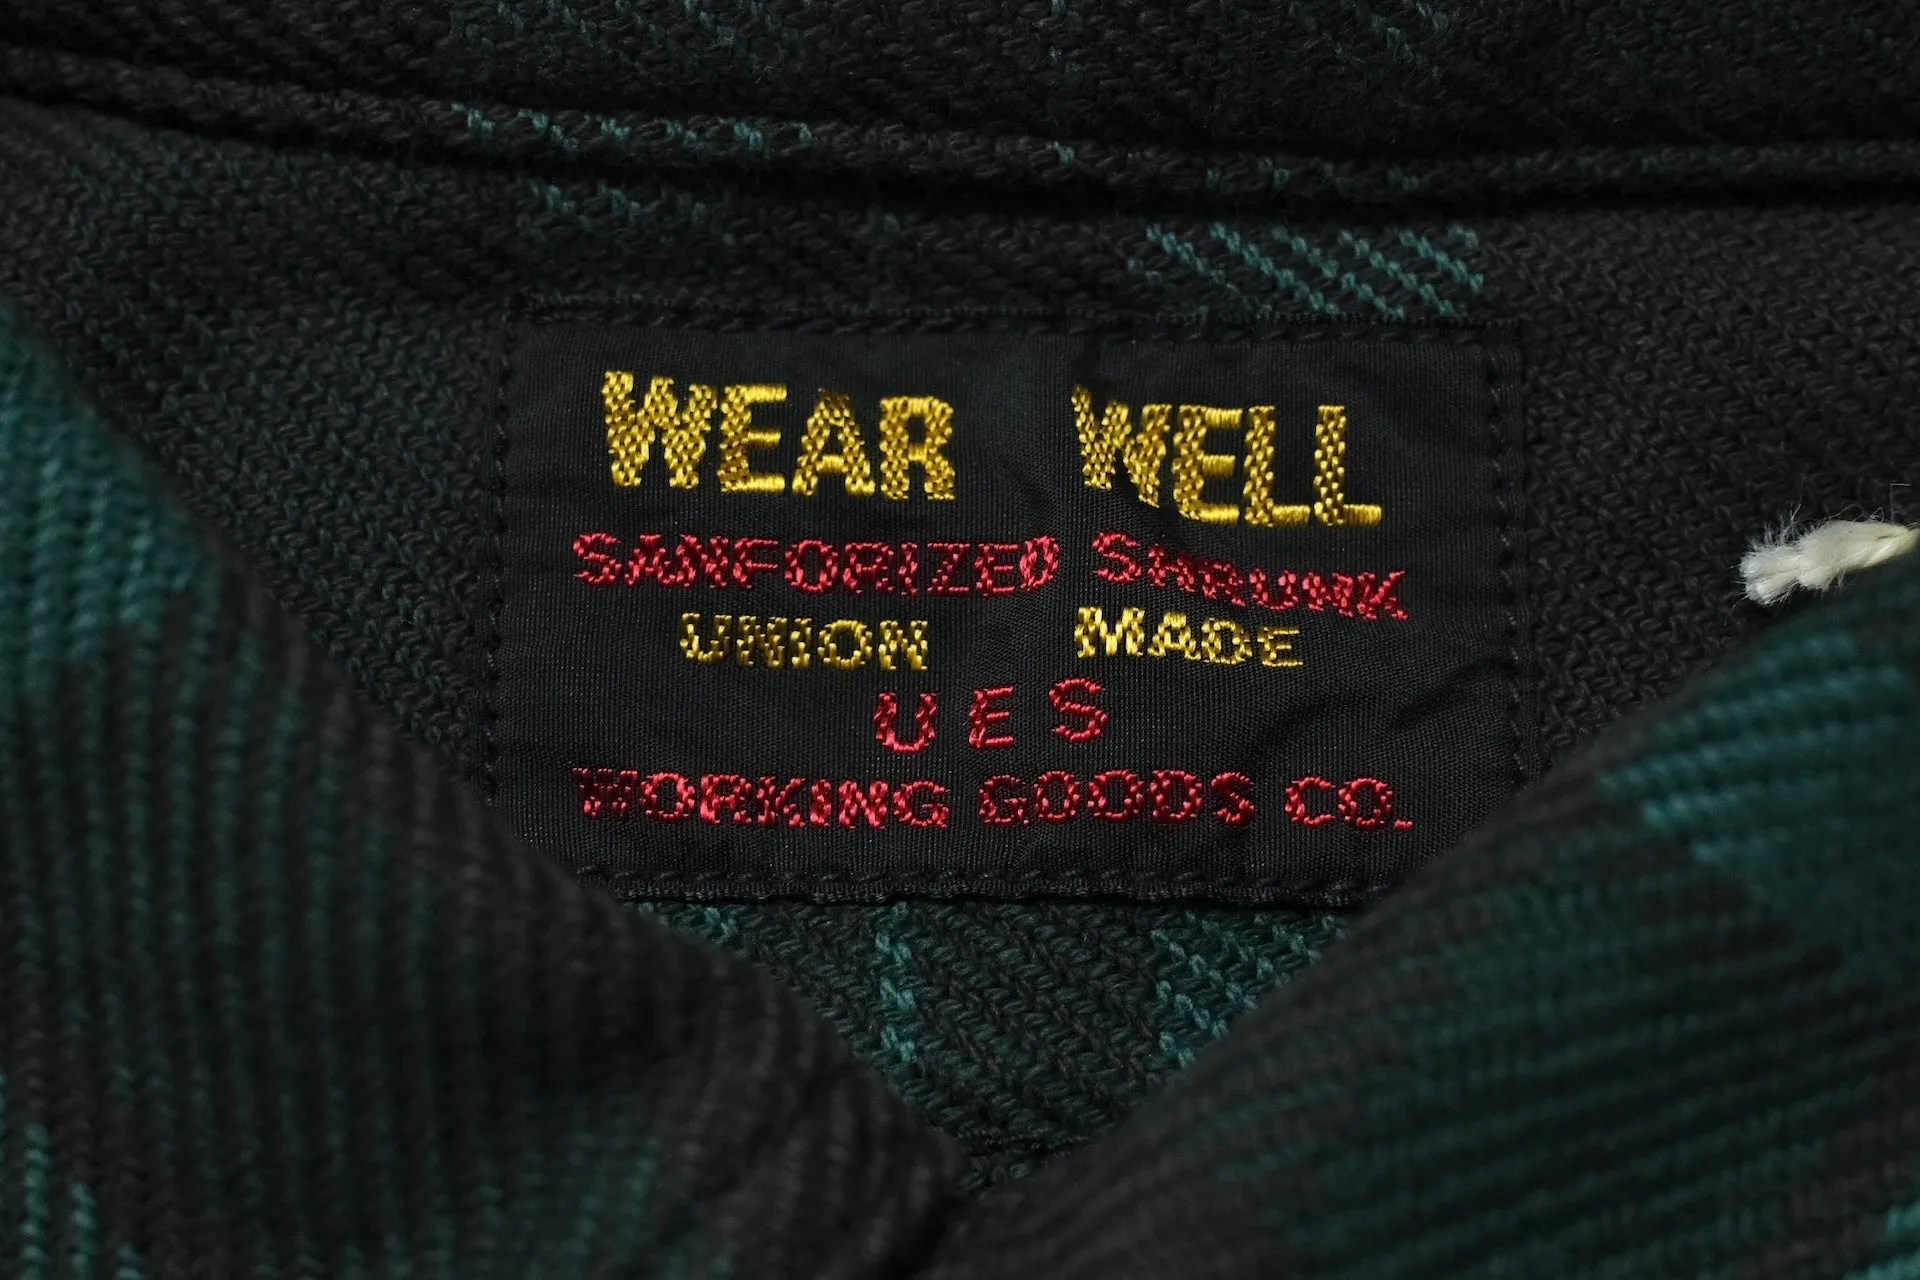 WEAR WELL
SANFORIZED SHRUNK
UNION MADE
UES
WORKING GOODS CO.